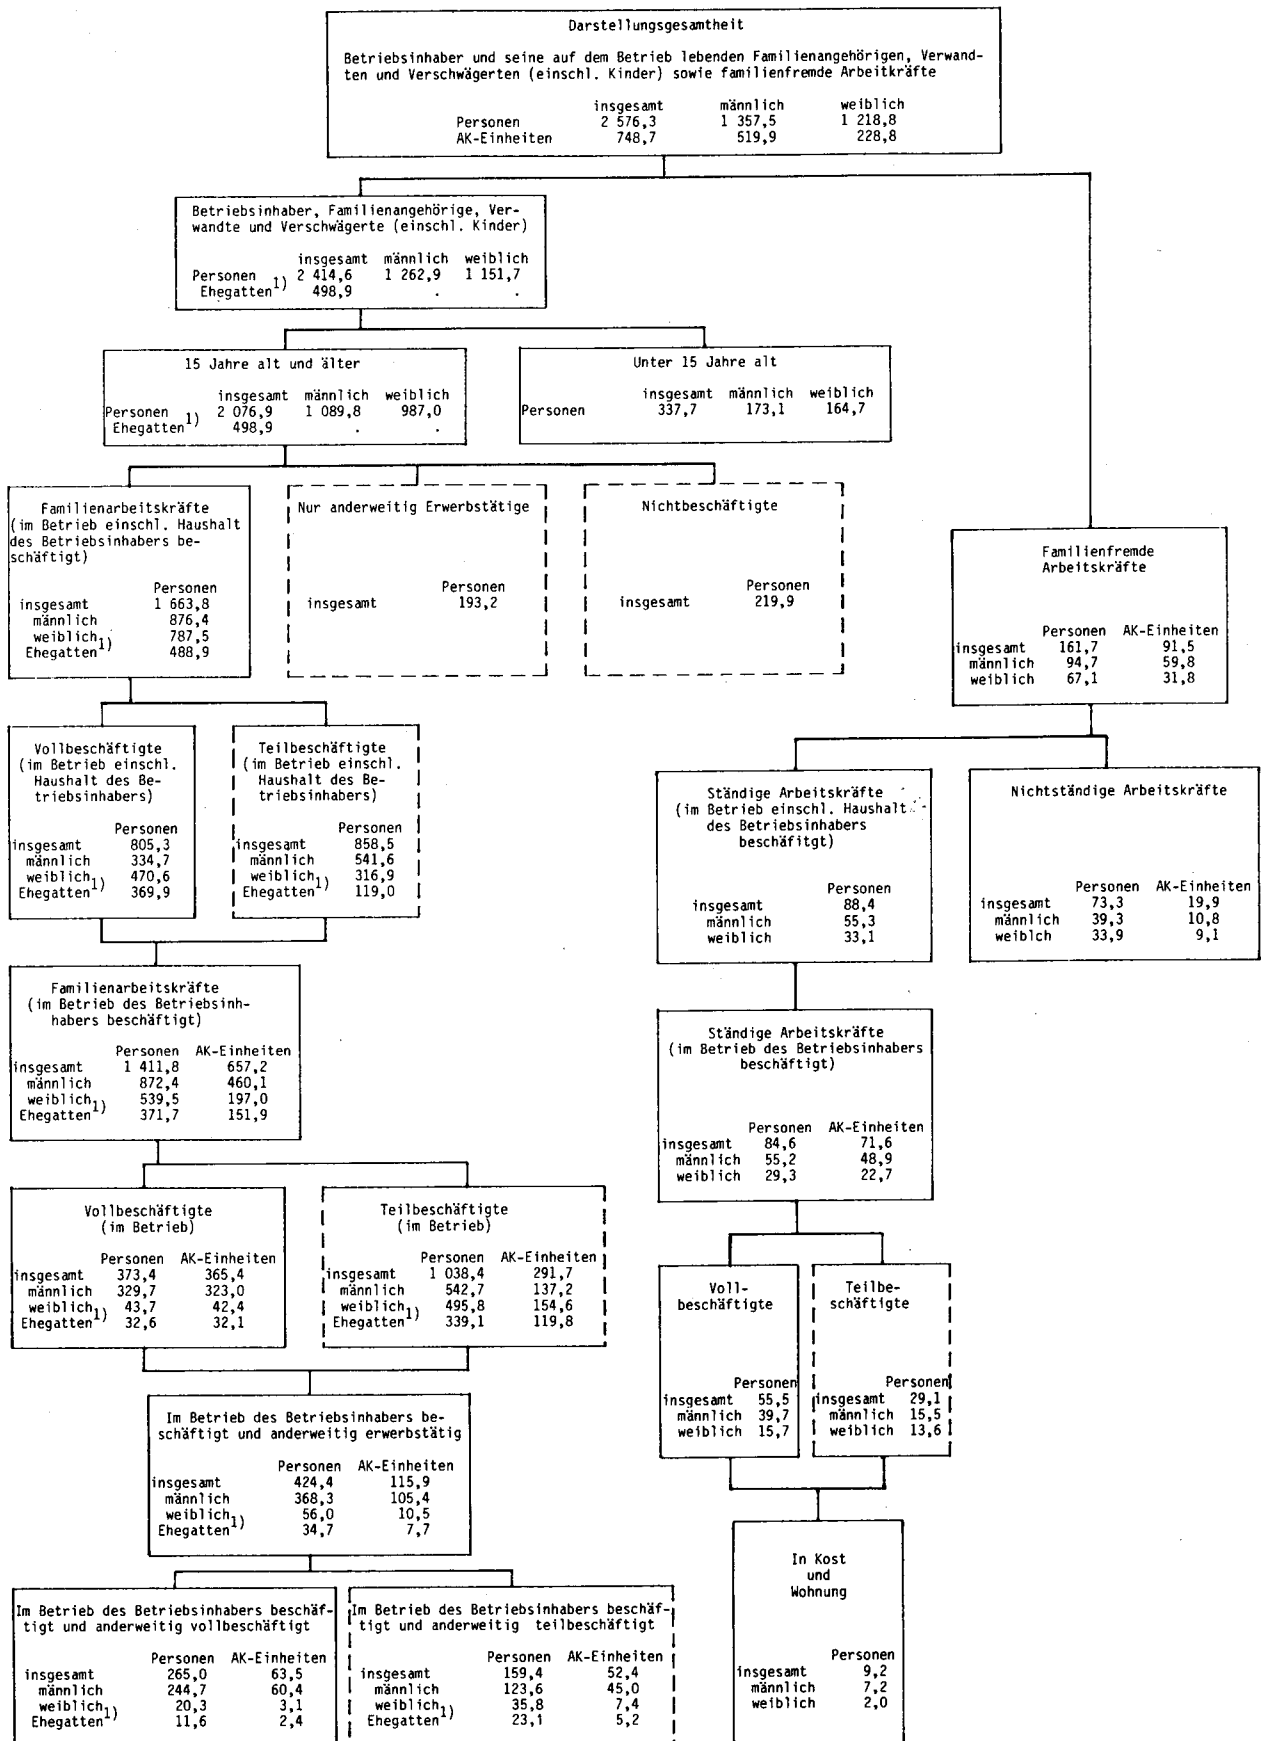 Darstellungsgesamtheit
Betriebsinhaber und seine auf dem Betrieb lebenden Familienangehörigen, Verwand-
ten und Verschwägerten (einschl. Kinder) sowie familienfremde Arbeitkräfte
insgesamt männlich weiblich
Personen 2 576,3 1 357,5 1 218,8
AK-Einheiten 748,7 519,9 228,8
Betriebsinhaber, Familienangehörige, Ver-
wandte und Verschwägerte (einschl. Kinder)
insgesamt männlich weiblich
Personen 2 414,6 1 262,9 1 151,7
Ehegatten 1) 498,9 . .
15 Jahre alt und älter
insgesamt männlich weiblich
Personen 2 076,9 1 089,8 987,0
Ehegatten 1) 498,9 . .
Unter 15 Jahre alt
insgesamt männlich weiblich
Personen 337,7 173,1 164,7
Familienarbeitskräfte
(im Betrieb einschl. Haushalt
des Betriebsinhabers be-
schäftigt)
Personen
insgesamt 1 663,8
männlich 876,4
weiblich 787,5
Ehegatten 1) 488,9
Nur anderweitig Erwerbstätige
Personen
insgesamt 193,2
Nichtbeschäftigte
Personen
insgesamt 219,9
Familienfremde
Arbeitskräfte
Personen AK-Einheiten
insgesamt 161,7 91,5
männlich 94,7 59,8
weiblich 67,1 31,8
Vollbeschäftigte
(im Betrieb einschl.
Haushalt des Be-
triebsinhabers)
Personen
insgesamt 805,3
männlich 334,7
weiblich 470,6
Ehegatten 1) 369,9
Teilbeschäftigte
(im Betrieb einschl.
Haushalt des Be-
triebsinhabers)
Personen
insgesamt 858,5
männlich 541,6
weiblich 316,9
Ehegatten 1) 119,0
Ständige Arbeitskräfte
(im Betrieb einschl. Haushalt
des Betriebsinhabers
beschäfitgt)
Personen
insgesamt 88,4
männlich 55,3
weiblich 33,1
Nichtständige Arbeitskräfte
Personen AK-Einheiten
insgesamt 73,3 19,9
männlich 39,3 10,8
weiblch 33,9 9,1
Familienarbeitskräfte
(im Betrieb des Betriebsinh-
habers beschäftigt)
Personen AK-Einheiten
insgesamt 1 411,8 657,2
männlich 872,4 460,1
weiblich 539,5 197,0
Ehegatten 1) 371,7 151,9
Ständige Arbeitskräfte
(im Betrieb des Betriebsinhabers
beschäftigt)
Personen AK-Einheiten
insgesamt 84,6 71,6
männlich 55,2 48,9
weiblich 29,3 22,7
Vollbeschäftigte
(im Betrieb)
Personen AK-Einheiten
insgesamt 373,4 365,4
männlich 329,7 323,0
weiblich 43,7 42,4
Ehegatten 1) 32,6 32,1
Teilbeschäftigte
(im Betrieb)
Personen AK-Einheiten
insgesamt 1 038,4 291,7
männlich 542,7 137,2
weiblich 495,8 154,6
Ehegatten 1) 339,1 119,8
Voll-
beschäftigte
Personen
insgesamt 55,5
männlich 39,7
weiblich 15,7
Teilbe-
schäftigte
Personen
insgesamt 29,1
männlich 15,5
weiblich 13,6
Im Betrieb des Betriebsinhabers be-
schäftigt und anderweitig erwerbstätig
Personen AK-Einheiten
insgesamt 424,4 115,9
männlich 368,3 105,4
weiblich 56,0 10,5
Ehegatten 1) 34,7 7,7
In Kost
und
Wohnung
Personen
insgesamt 9,2
männlich 7,2
weiblich 2,0
Im Betrieb des Betriebsinhabers beschäf-
tigt und anderweitig vollbeschäftigt
Personen AK-Einheiten
insgesamt 265,0 63,5
männlich 244,7 60,4
weiblich 20,3 3,1
Ehegatten 1) 11,6 2,4
Im Betrieb des Betriebsinhabers beschäf-
tigt und anderweitig teilbeschäftigt
Personen AK-Einheiten
insgesamt 159,4 52,4
männlich 123,6 45,0
weiblich 35,8 7,4
Ehegatten 1) 23,1 5,2